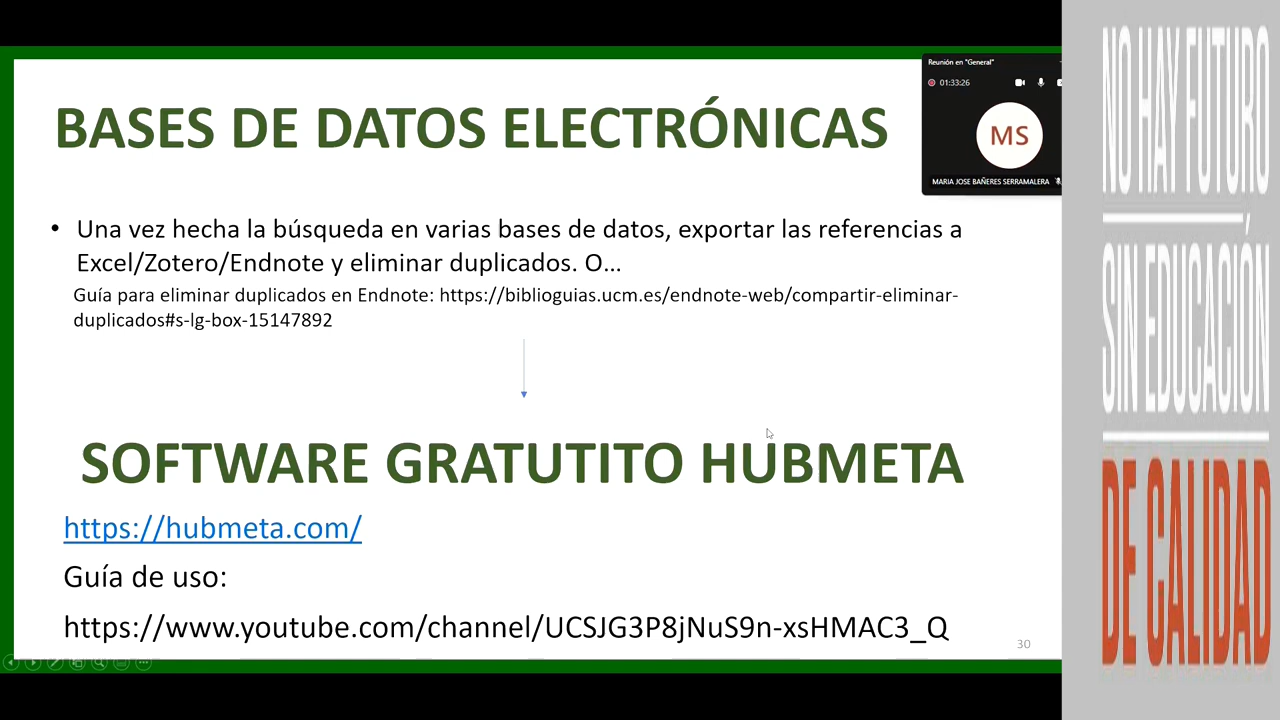 BASES DE DATOS ELECTRÓNICAS
Reunión en "General"
01:33:26
MS
MARIA JOSE BAÑERES SERRAMALERA
• Una vez hecha la búsqueda en varias bases de datos, exportar las referencias a
Excel/Zotero/Endnote y eliminar duplicados. O...
Guía para eliminar duplicados en Endnote: https://biblioguias.ucm.es/endnote-web/compartir-eliminar-
duplicados#s-lg-box-15147892
SOFTWARE GRATUTITO HUBMETA
https://hubmeta.com/
Guía de uso:
https://www.youtube.com/channel/UCSJG3P8jNuS9n-xsHMAC3_Q
30
NO HAY FUTURO
SIN EDUCACIÓN
DE CALIDAD